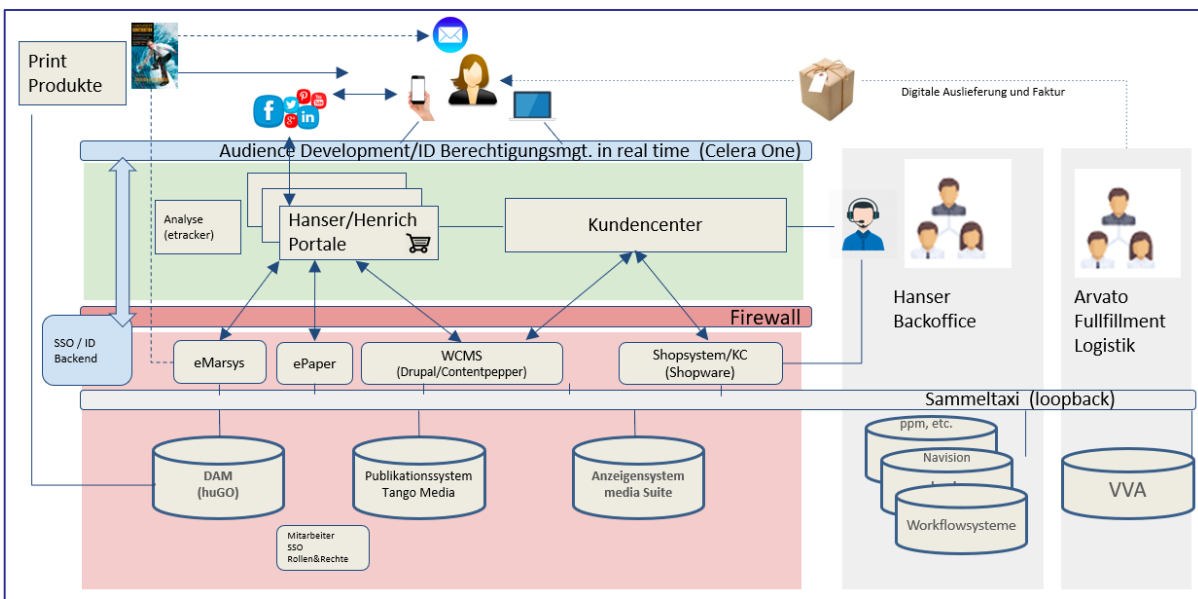 Print
Produkte
Digitale Auslieferung und Faktur
Audience Development/ID Berechtigungsmgt. in real time (Celera One)
Analyse
(etracker)
Hanser/Henrich
Portale
Kundencenter
Hanser
Backoffice
Arvato
Fullfillment
Logistik
Firewall
SSO / ID
Backend
eMarsys
ePaper
WCMS
(Drupal/Contentpepper)
Shopsystem/KC
(Shopware)
Sammeltaxi (loopback)
DAM
(huGO)
Publikationssystem
Tango Media
Anzeigensystem
media Suite
ppm, etc.
Navision
Workflowsysteme
VVA
Mitarbeiter
SSO
Rollen&Rechte